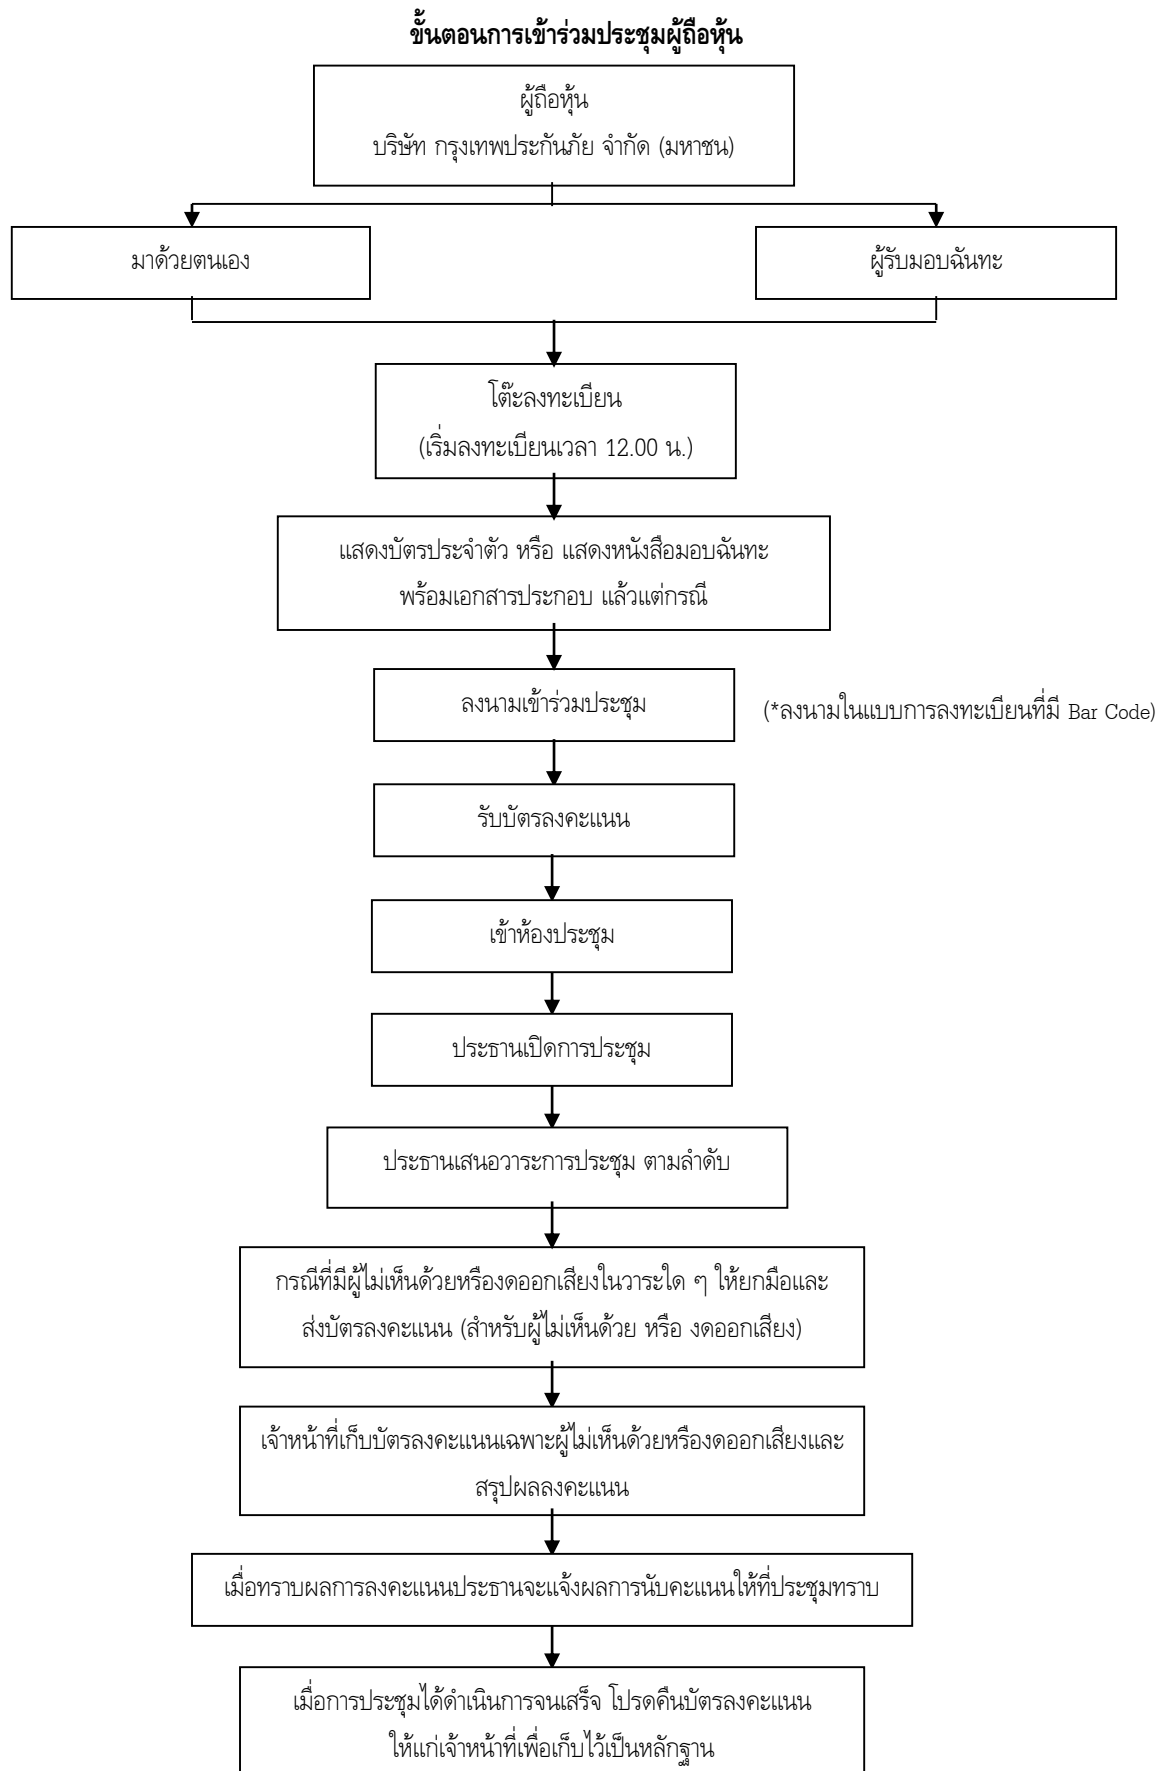 ขั้นตอนการเข้าร่วมประชุมผู้ถือหุ้น
ผู้ถือหุ้น
บริษัท กรุงเทพประกันภัย จำกัด (มหาชน)
มาด้วยตนเอง
ผู้รับมอบฉันทะ
โต๊ะลงทะเบียน
(เริ่มลงทะเบียนเวลา 12.00 น.)
แสดงบัตรประจำตัว หรือ แสดงหนังสือมอบฉันทะ
พร้อมเอกสารประกอบ แล้วแต่กรณี
ลงนามเข้าร่วมประชุม
(*ลงนามในแบบการลงทะเบียนที่มี Bar Code)
รับบัตรลงคะแนน
เข้าห้องประชุม
ประธานเปิดการประชุม
ประธานเสนอวาระการประชุม ตามลำดับ
กรณีที่มีผู้ไม่เห็นด้วยหรืองดออกเสียงในวาระใด ๆ ให้ยกมือและ
ส่งบัตรลงคะแนน (สำหรับผู้ไม่เห็นด้วย หรือ งดออกเสียง)
เจ้าหน้าที่เก็บบัตรลงคะแนนเฉพาะผู้ไม่เห็นด้วยหรืองดออกเสียงและ
สรุปผลลงคะแนน
เมื่อทราบผลการลงคะแนนประธานจะแจ้งผลการนับคะแนนให้ที่ประชุมทราบ
เมื่อการประชุมได้ดำเนินการจนเสร็จ โปรดคืนบัตรลงคะแนน
ให้แก่เจ้าหน้าที่เพื่อเก็บไว้เป็นหลักฐาน